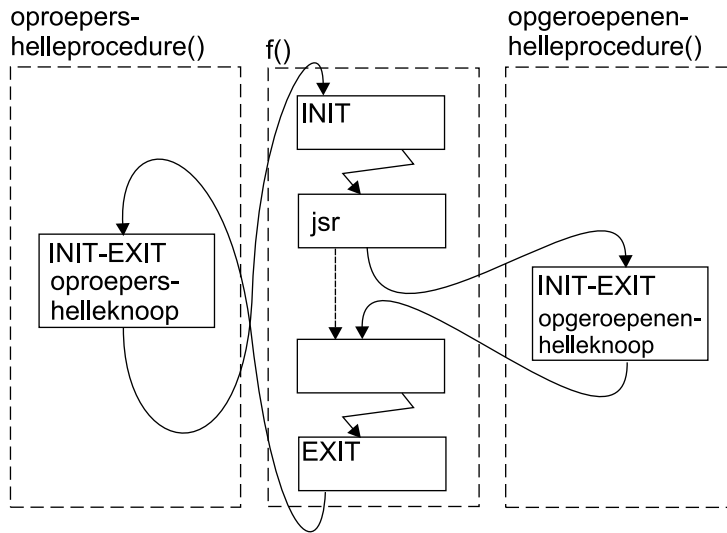 oproepers-
helleprocedure()
f()
opgeroepenen-
helleprocedure()
INIT
jsr
INIT-EXIT
oproepers-
helleknoop
INIT-EXIT
opgeroepenen-
helleknoop
EXIT